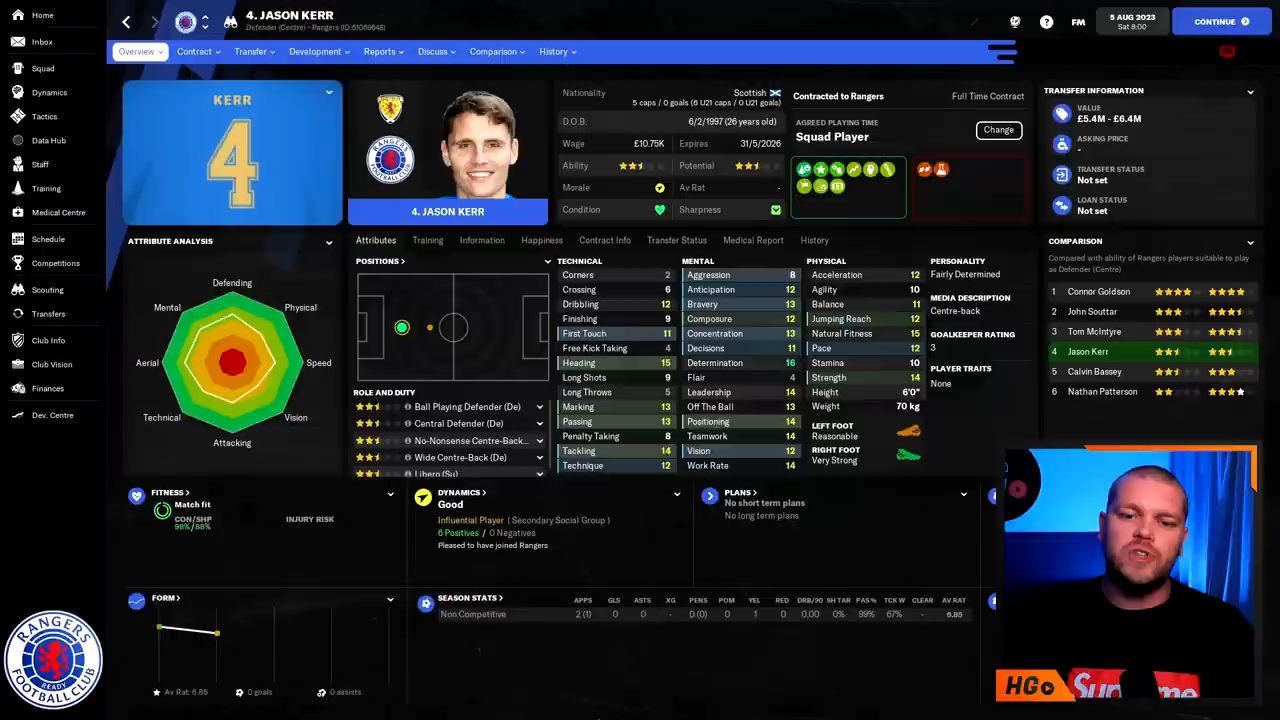 Home
4. JASON KERR
Defender (Centre) - Rangers (ID:61069648)
FM
5 AUG 2023
Sat 8:00
CONTINUE
Inbox
Squad
Dynamics
Tactics
Data Hub
Staff
Training
Medical Centre
Schedule
Competitions
Scouting
Transfers
Club Info
Club Vision
Finances
Dev. Centre
Overview
Contract
Transfer
Development
Reports
Discuss
Comparison
History
KERR
4
4. JASON KERR
Nationality
Scottish
5 caps / 0 goals (6 U21 caps / 0 U21 goals)
D.O.B.
6/2/1997 (26 years old)
Wage £10.75K Expires 31/5/2026
Ability Potential
Morale Av Rat -
Condition Sharpness
Contracted to Rangers Full Time Contract
AGREED PLAYING TIME
Squad Player
Change
TRANSFER INFORMATION
VALUE
£5.4M - £6.4M
ASKING PRICE
-
TRANSFER STATUS
Not set
LOAN STATUS
Not set
ATTRIBUTE ANALYSIS
Defending
Mental Physical
Aerial Speed
Technical Vision
Attacking
Attributes Training Information Happiness Contract Info Transfer Status Medical Report History
POSITIONS >
ROLE AND DUTY
Ball Playing Defender (De)
Central Defender (De)
No-Nonsense Centre-Back...
Wide Centre-Back (De)
Libero (Su)
TECHNICAL
Corners 2
Crossing 6
Dribbling 12
Finishing 9
First Touch 11
Free Kick Taking 4
Heading 15
Long Shots 9
Long Throws 5
Marking 13
Passing 13
Penalty Taking 8
Tackling 14
Technique 12
MENTAL
Aggression 8
Anticipation 12
Bravery 13
Composure 12
Concentration 13
Decisions 11
Determination 16
Flair 4
Leadership 14
Off The Ball 13
Positioning 14
Teamwork 14
Vision 12
Work Rate 14
PHYSICAL
Acceleration 12
Agility 10
Balance 11
Jumping Reach 12
Natural Fitness 15
Pace 12
Stamina 10
Strength 14
Height 6'0"
Weight 70 kg
LEFT FOOT
Reasonable
RIGHT FOOT
Very Strong
PERSONALITY
Fairly Determined
MEDIA DESCRIPTION
Centre-back
GOALKEEPER RATING
3
PLAYER TRAITS
None
COMPARISON
Compared with ability of Rangers players suitable to play
as Defender (Centre)
1 Connor Goldson
2 John Souttar
3 Tom McIntyre
4 Jason Kerr
5 Calvin Bassey
6 Nathan Patterson
FITNESS >
Match fit
CON/SHP
98%/88%
INJURY RISK
DYNAMICS >
Good
Influential Player ( Secondary Social Group )
6 Positives / 0 Negatives
Pleased to have joined Rangers
PLANS >
No short term plans
No long term plans
FORM >
Av Rat: 6.85 0 goals 0 assists
SEASON STATS > APPS GLS ASTS XG PENS POM YEL RED DRB/90 SH TAR PAS % TCK W CLEAR AV RAT
Non Competitive 2 (1) 0 0 - 0 (0) 0 1 0 0.00 0% 99% 67% - 6.85
RANGERS
READY
FOOTBALL CLUB
HGo
Supreme